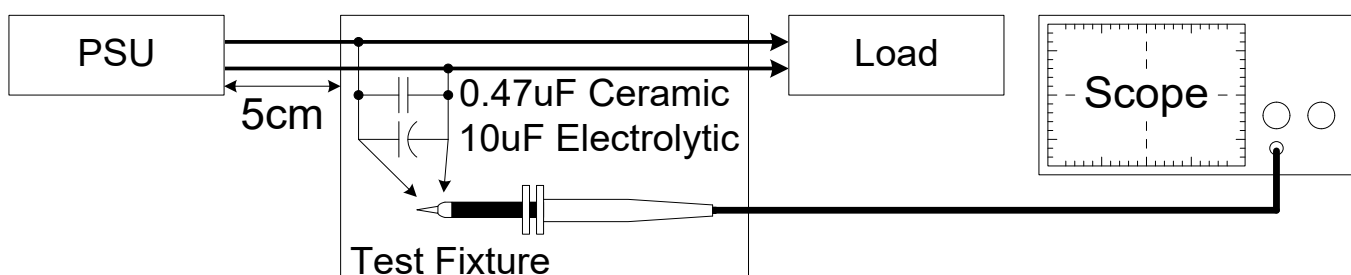 PSU
Load
Scope
5cm
0.47uF Ceramic
10uF Electrolytic
Test Fixture